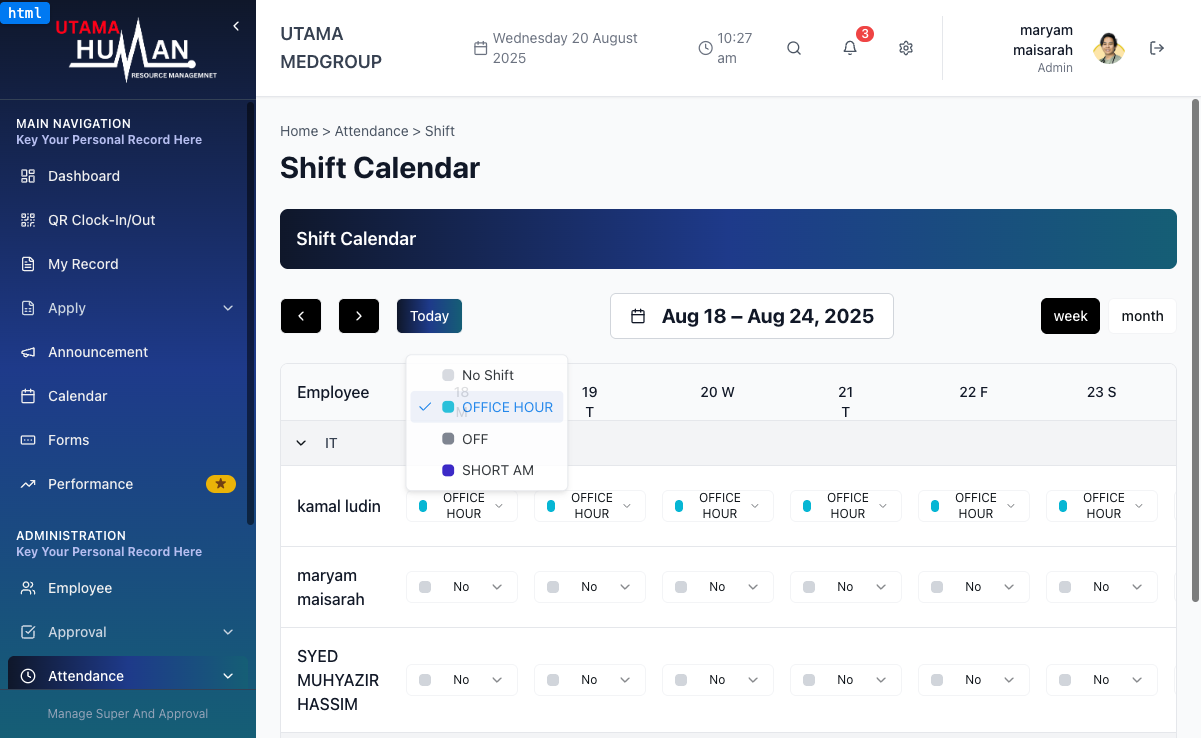 html
UTAMA
HUMAN
RESOURCE MANAGEMNET
MAIN NAVIGATION
Key Your Personal Record Here
Dashboard
QR Clock-In/Out
My Record
Apply
Announcement
Calendar
Forms
Performance
ADMINISTRATION
Key Your Personal Record Here
Employee
Approval
Attendance
Manage Super And Approval
UTAMA
MEDGROUP
Wednesday 20 August
2025
10:27
am
3
maryam
maisarah
Admin
Home > Attendance > Shift
Shift Calendar
Shift Calendar
Today
Aug 18 – Aug 24, 2025
week
month
Employee
18
M
19
T
20 W
21
T
22 F
23 S
No Shift
OFFICE HOUR
OFF
SHORT AM
IT
kamal ludin
OFFICE
HOUR
OFFICE
HOUR
OFFICE
HOUR
OFFICE
HOUR
OFFICE
HOUR
OFFICE
HOUR
maryam
maisarah
No
No
No
No
No
No
SYED
MUHYAZIR
HASSIM
No
No
No
No
No
No